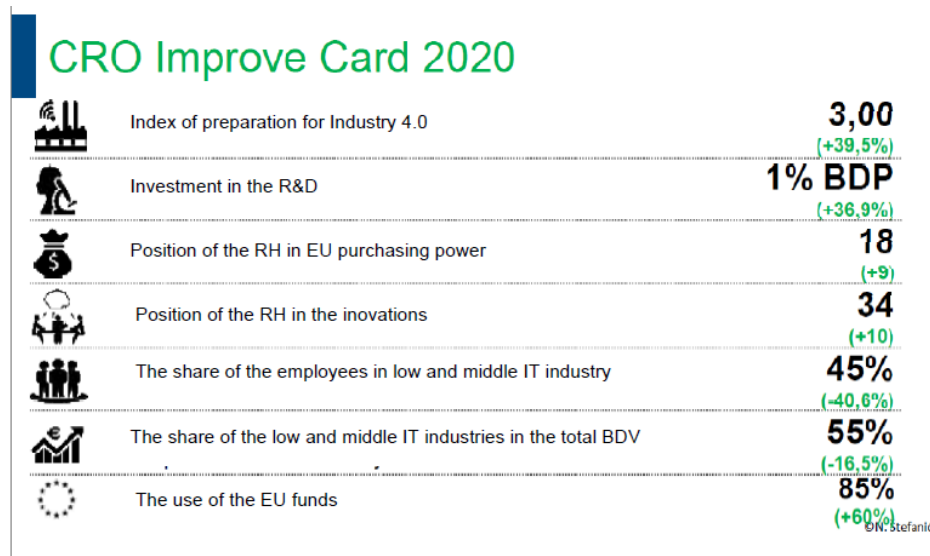 CRO Improve Card 2020
Index of preparation for Industry 4.0
3,00
(+39,5%)
Investment in the R&D
1% BDP
(+36,9%)
Position of the RH in EU purchasing power
18
(+9)
Position of the RH in the inovations
34
(+10)
The share of the employees in low and middle IT industry
45%
(-40,6%)
The share of the low and middle IT industries in the total BDV
55%
(-16,5%)
The use of the EU funds
85%
(+60%)
©N. Stefanic